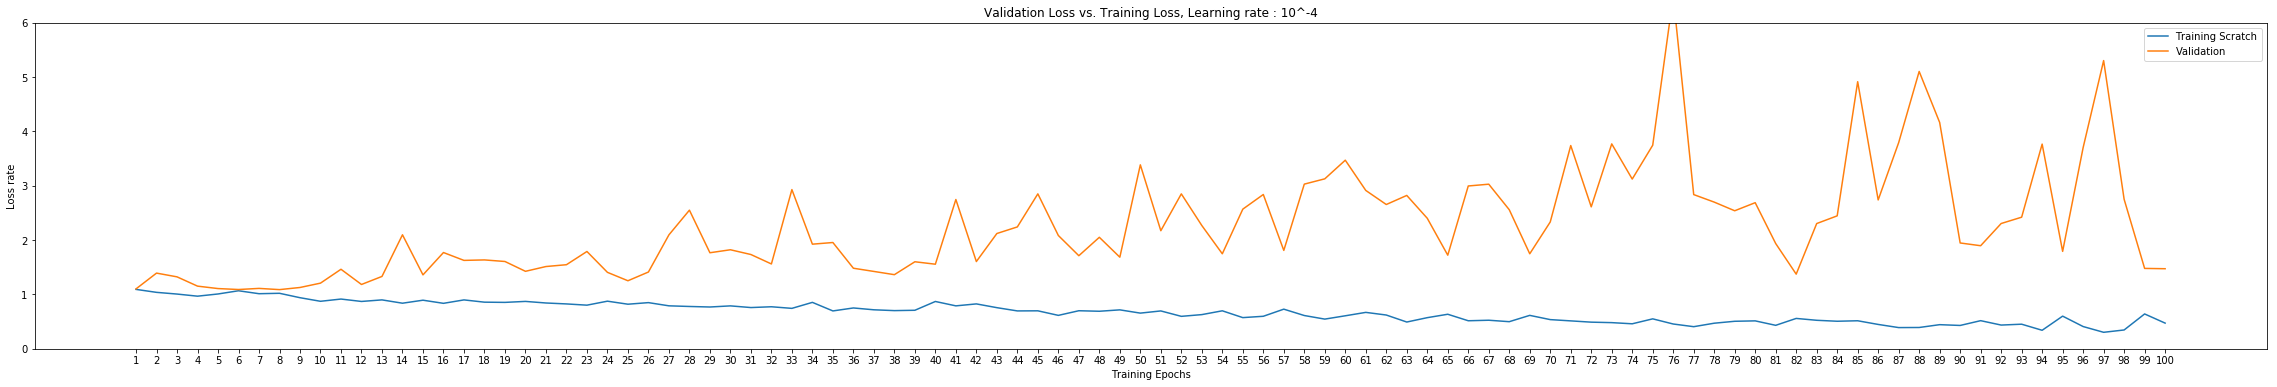 Validation Loss vs. Training Loss, Learning rate : 10^-4
Training Scratch
Validation
Loss rate
6
5
4
3
2
1
0
1 2 3 4 5 6 7 8 9 10 11 12 13 14 15 16 17 18 19 20 21 22 23 24 25 26 27 28 29 30 31 32 33 34 35 36 37 38 39 40 41 42 43 44 45 46 47 48 49 50 51 52 53 54 55 56 57 58 59 60 61 62 63 64 65 66 67 68 69 70 71 72 73 74 75 76 77 78 79 80 81 82 83 84 85 86 87 88 89 90 91 92 93 94 95 96 97 98 99 100
Training Epochs